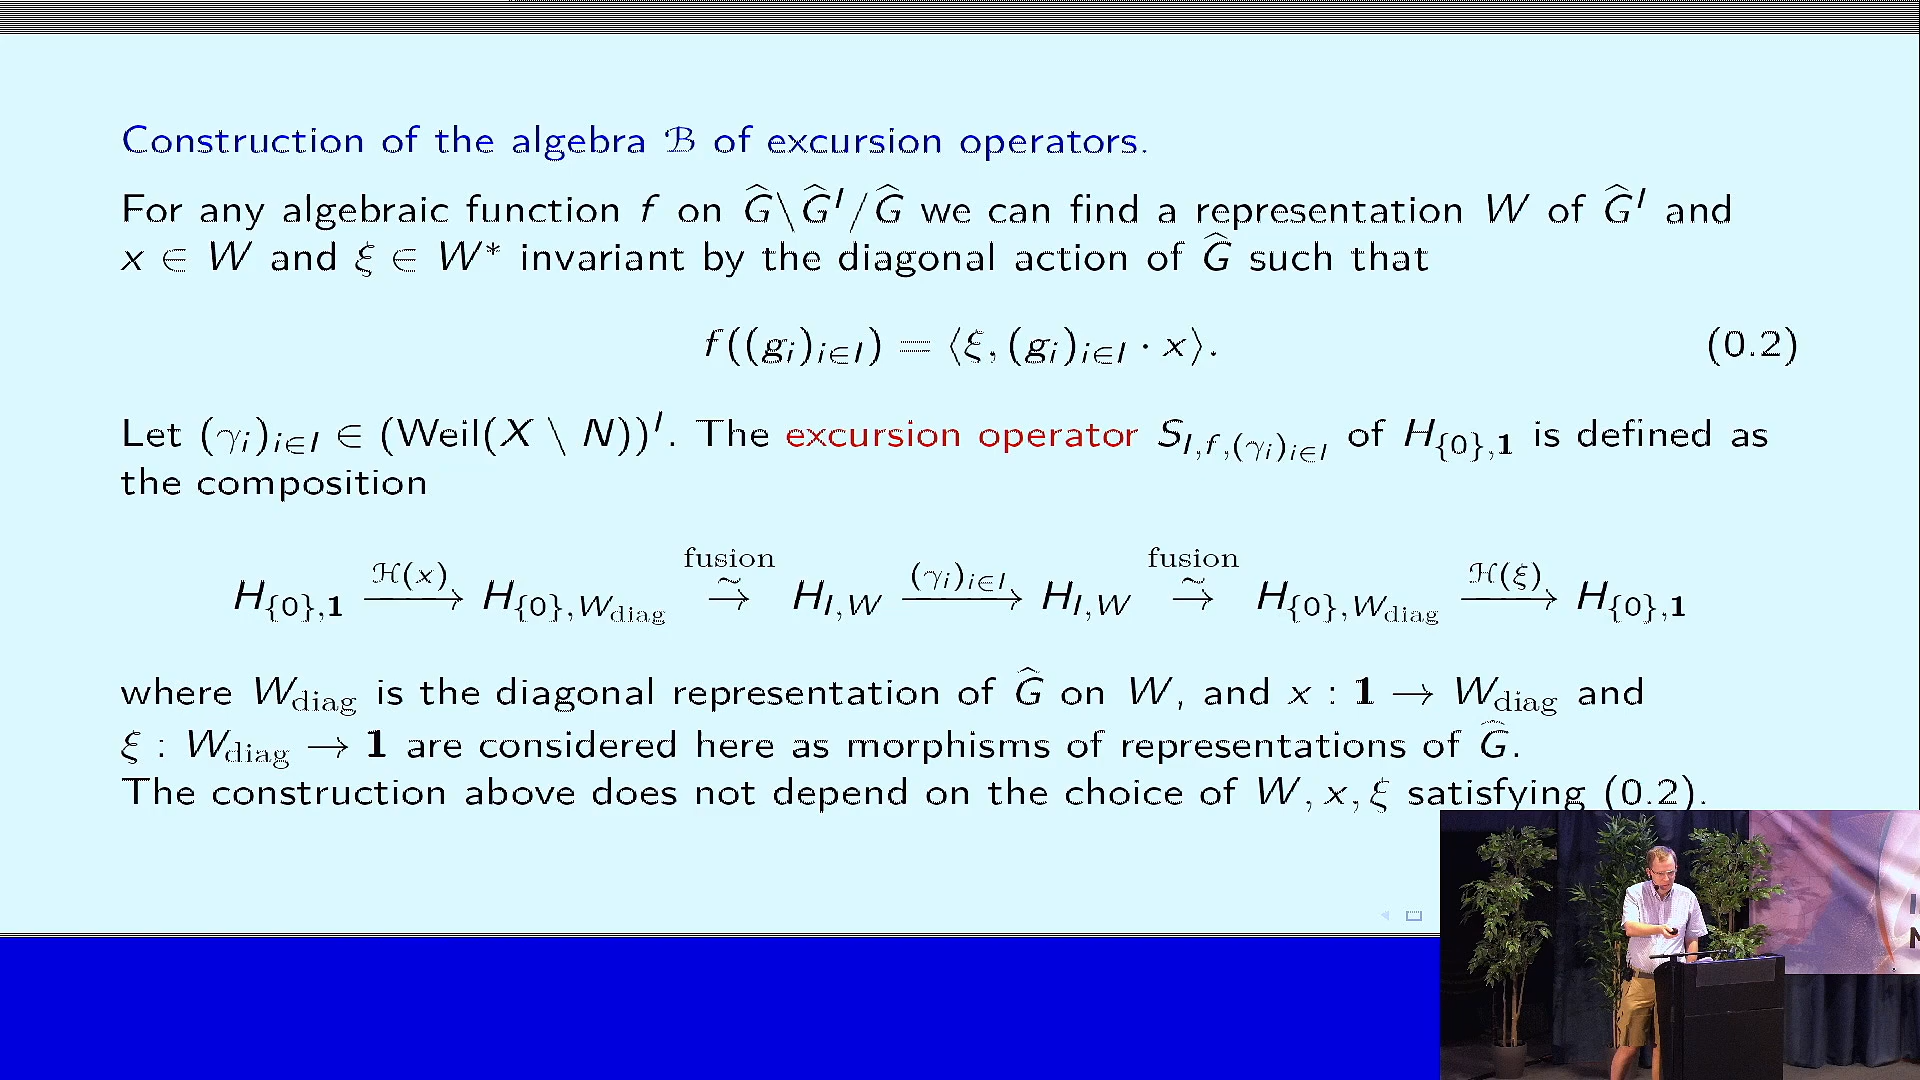 Construction of the algebra ℬ of excursion operators.
For any algebraic function f on Ĝ\Ĝ^I/Ĝ we can find a representation W of Ĝ^I and
x ∈ W and ξ ∈ W* invariant by the diagonal action of Ĝ such that
f((g_i)_{i∈I}) = ⟨ξ, (g_i)_{i∈I} · x⟩. (0.2)
Let (γ_i)_{i∈I} ∈ (Weil(X \ N))^I. The excursion operator S_{I,f,(γ_i)_{i∈I}} of H_{{0},𝟏} is defined as
the composition
H_{{0},𝟏} \xrightarrow{ℋ(x)} H_{{0},W_diag} \xrightarrow[∼]{fusion} H_{I,W} \xrightarrow{(γ_i)_{i∈I}} H_{I,W} \xrightarrow[∼]{fusion} H_{{0},W_diag} \xrightarrow{ℋ(ξ)} H_{{0},𝟏}
where W_diag is the diagonal representation of Ĝ on W, and x : 𝟏 → W_diag and
ξ : W_diag → 𝟏 are considered here as morphisms of representations of Ĝ.
The construction above does not depend on the choice of W, x, ξ satisfying (0.2).